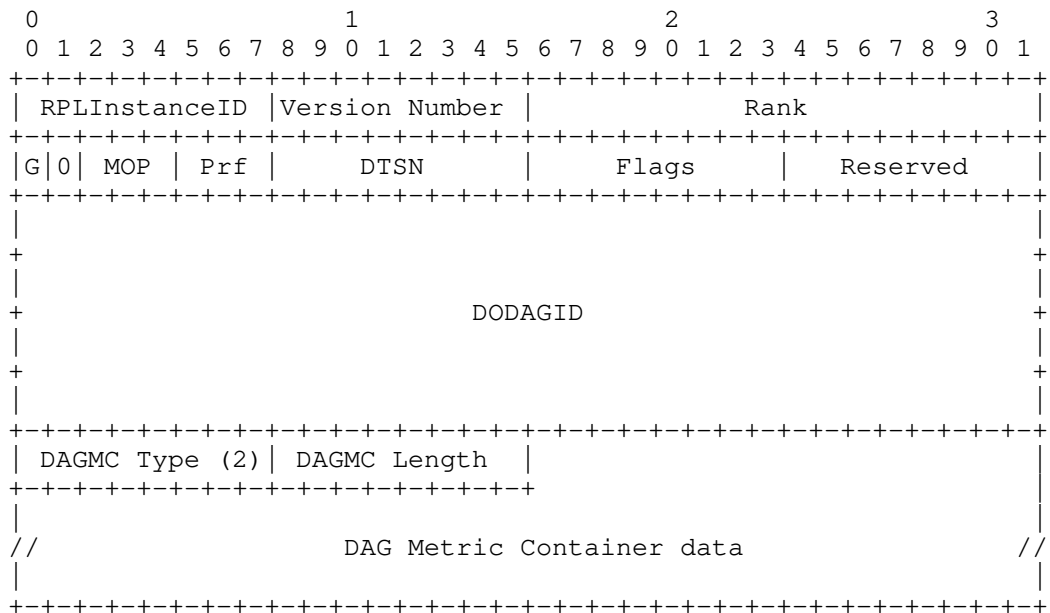 0                   1                   2                   3
0 1 2 3 4 5 6 7 8 9 0 1 2 3 4 5 6 7 8 9 0 1 2 3 4 5 6 7 8 9 0 1
+-+-+-+-+-+-+-+-+-+-+-+-+-+-+-+-+-+-+-+-+-+-+-+-+-+-+-+-+-+-+-+-+
| RPLInstanceID |Version Number |             Rank              |
+-+-+-+-+-+-+-+-+-+-+-+-+-+-+-+-+-+-+-+-+-+-+-+-+-+-+-+-+-+-+-+-+
|G|0| MOP | Prf |     DTSN      |     Flags     |   Reserved    |
+-+-+-+-+-+-+-+-+-+-+-+-+-+-+-+-+-+-+-+-+-+-+-+-+-+-+-+-+-+-+-+-+
|                                                               |
+                                                               +
|                                                               |
+                            DODAGID                            +
|                                                               |
+                                                               +
|                                                               |
+-+-+-+-+-+-+-+-+-+-+-+-+-+-+-+-+-+-+-+-+-+-+-+-+-+-+-+-+-+-+-+-+
| DAGMC Type (2)| DAGMC Length  |                               |
+-+-+-+-+-+-+-+-+-+-+-+-+-+-+-+-+                               |
|                                                               |
//                   DAG Metric Container data                 //
|                                                               |
+-+-+-+-+-+-+-+-+-+-+-+-+-+-+-+-+-+-+-+-+-+-+-+-+-+-+-+-+-+-+-+-+